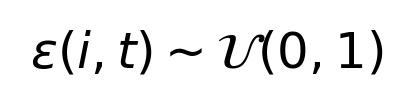 ε(i, t) ~ 𝒰(0, 1)